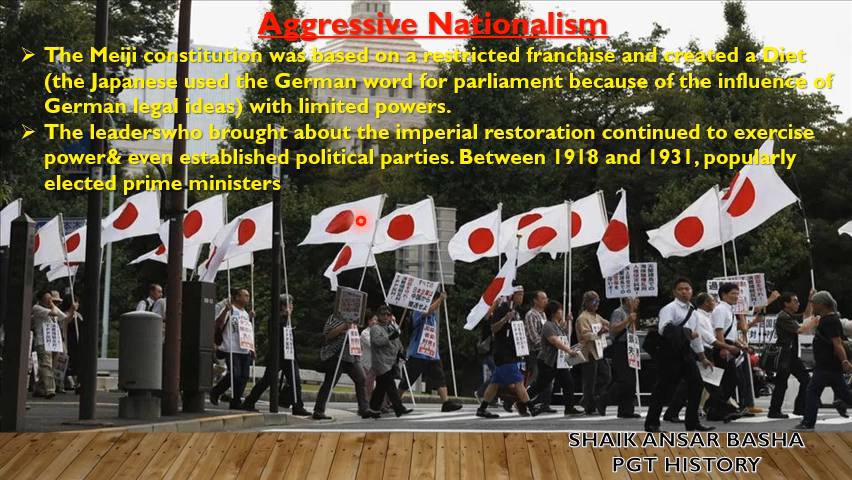 Aggressive Nationalism
➢ The Meiji constitution was based on a restricted franchise and created a Diet
(the Japanese used the German word for parliament because of the influence of
German legal ideas) with limited powers.
➢ The leaderswho brought about the imperial restoration continued to exercise
power& even established political parties. Between 1918 and 1931, popularly
elected prime ministers
SHAIK ANSAR BASHA
PGT HISTORY